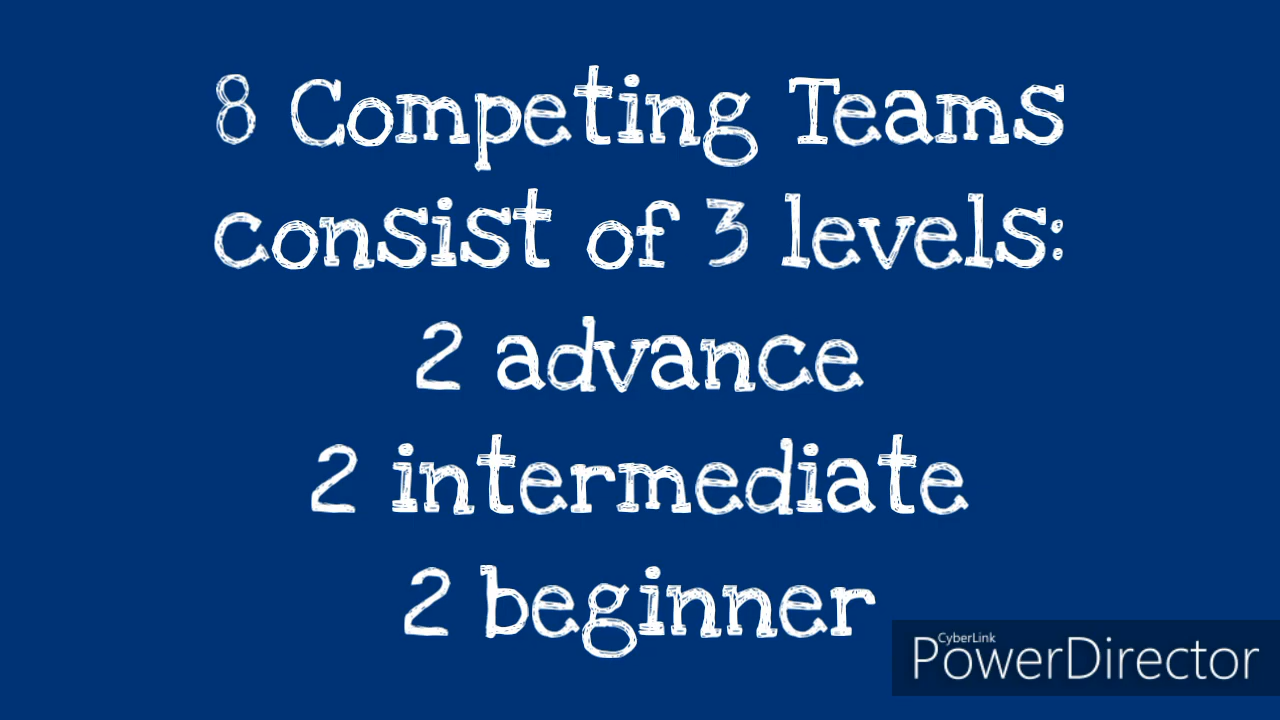 8 Competing Teams
consist of 3 levels:
2 advance
2 intermediate
2 beginner
CyberLink
PowerDirector